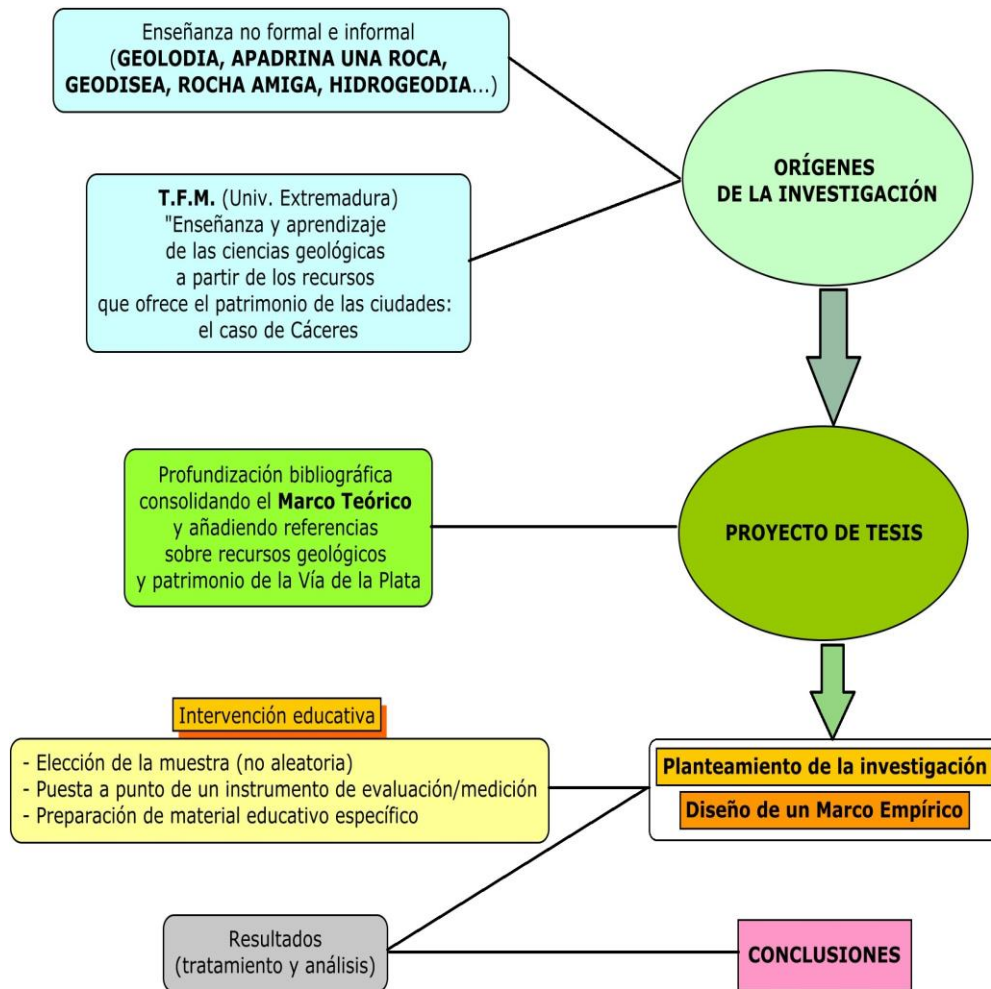 Enseñanza no formal e informal
(GEOLODIA, APADRINA UNA ROCA,
GEODISEA, ROCHA AMIGA, HIDROGEODIA...)
ORÍGENES
DE LA INVESTIGACIÓN
T.F.M. (Univ. Extremadura)
"Enseñanza y aprendizaje
de las ciencias geológicas
a partir de los recursos
que ofrece el patrimonio de las ciudades:
el caso de Cáceres
Profundización bibliográfica
consolidando el Marco Teórico
y añadiendo referencias
sobre recursos geológicos
y patrimonio de la Vía de la Plata
PROYECTO DE TESIS
Intervención educativa
- Elección de la muestra (no aleatoria)
- Puesta a punto de un instrumento de evaluación/medición
- Preparación de material educativo específico
Planteamiento de la investigación
Diseño de un Marco Empírico
Resultados
(tratamiento y análisis)
CONCLUSIONES